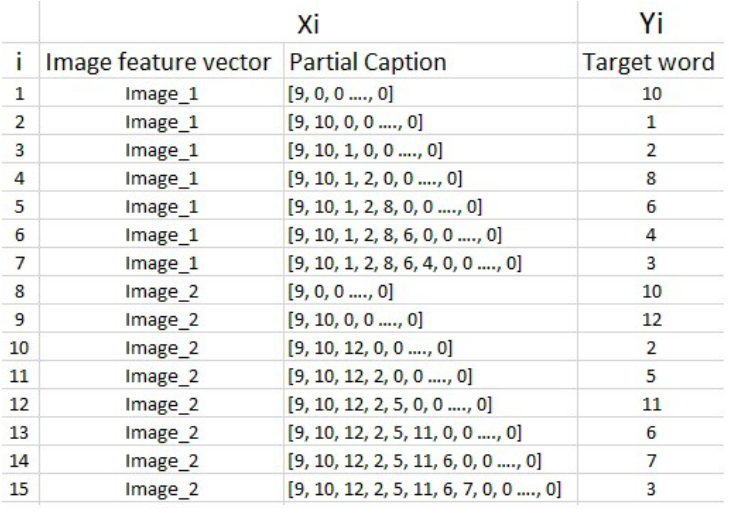 Xi Yi
i Image feature vector Partial Caption Target word
1 Image_1 [9, 0, 0 ...., 0] 10
2 Image_1 [9, 10, 0, 0 ...., 0] 1
3 Image_1 [9, 10, 1, 0, 0 ...., 0] 2
4 Image_1 [9, 10, 1, 2, 0, 0 ...., 0] 8
5 Image_1 [9, 10, 1, 2, 8, 0, 0 ...., 0] 6
6 Image_1 [9, 10, 1, 2, 8, 6, 0, 0 ...., 0] 4
7 Image_1 [9, 10, 1, 2, 8, 6, 4, 0, 0 ...., 0] 3
8 Image_2 [9, 0, 0 ...., 0] 10
9 Image_2 [9, 10, 0, 0 ...., 0] 12
10 Image_2 [9, 10, 12, 0, 0 ...., 0] 2
11 Image_2 [9, 10, 12, 2, 0, 0 ...., 0] 5
12 Image_2 [9, 10, 12, 2, 5, 0, 0 ...., 0] 11
13 Image_2 [9, 10, 12, 2, 5, 11, 0, 0 ...., 0] 6
14 Image_2 [9, 10, 12, 2, 5, 11, 6, 0, 0 ...., 0] 7
15 Image_2 [9, 10, 12, 2, 5, 11, 6, 7, 0, 0 ...., 0] 3